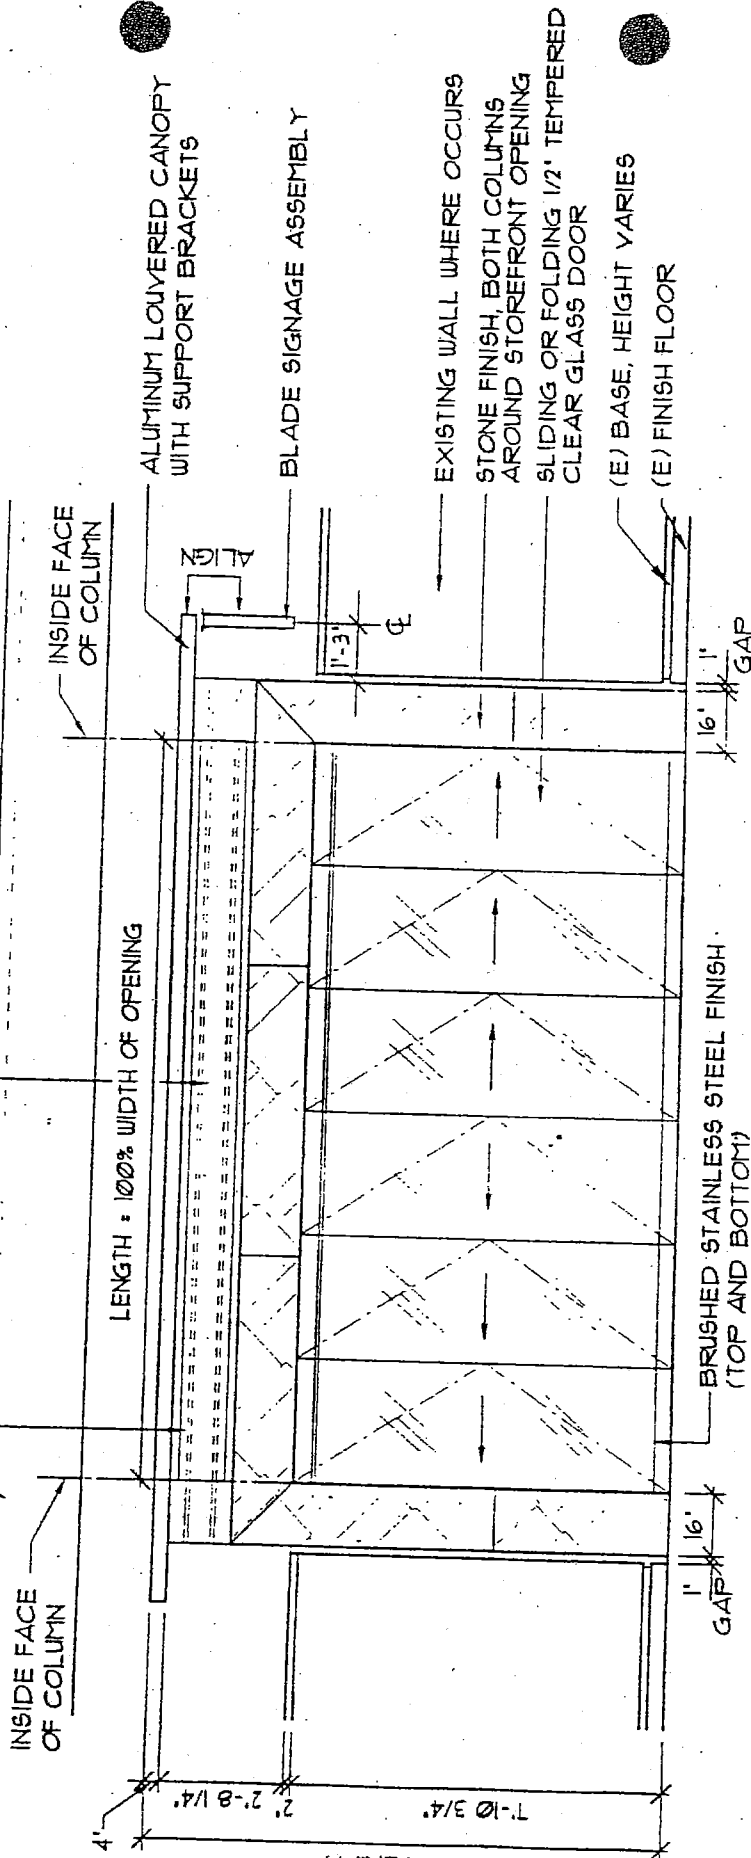 INSIDE FACE
OF COLUMN
LENGTH = 100% WIDTH OF OPENING
INSIDE FACE
OF COLUMN
ALUMINUM LOUVERED CANOPY
WITH SUPPORT BRACKETS
ALIGN
BLADE SIGNAGE ASSEMBLY
1'-3"
℄
EXISTING WALL WHERE OCCURS
STONE FINISH, BOTH COLUMNS
AROUND STOREFRONT OPENING
SLIDING OR FOLDING 1/2" TEMPERED
CLEAR GLASS DOOR
(E) BASE, HEIGHT VARIES
(E) FINISH FLOOR
4"
2'-8 1/4"
2"
7'-10 3/4"
1"
GAP
16"
BRUSHED STAINLESS STEEL FINISH
(TOP AND BOTTOM)
16"
1"
GAP